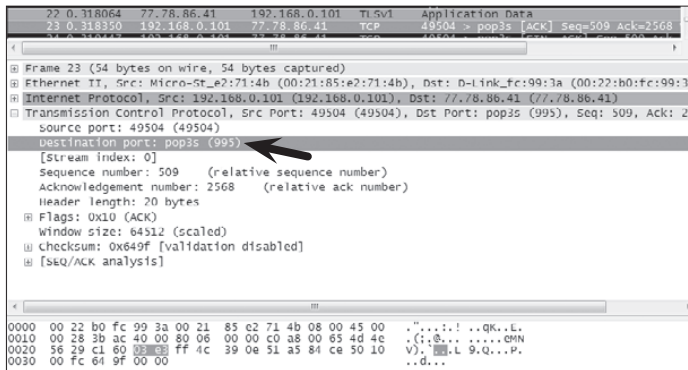 22 0.318064 77.78.86.41 192.168.0.101 TLSv1 Application Data
23 0.318350 192.168.0.101 77.78.86.41 TCP 49504 > pop3s [ACK] Seq=509 Ack=2568
Frame 23 (54 bytes on wire, 54 bytes captured)
Ethernet II, Src: Micro-St_e2:71:4b (00:21:85:e2:71:4b), Dst: D-Link_fc:99:3a (00:22:b0:fc:99:3
Internet Protocol, Src: 192.168.0.101 (192.168.0.101), Dst: 77.78.86.41 (77.78.86.41)
Transmission Control Protocol, Src Port: 49504 (49504), Dst Port: pop3s (995), Seq: 509, Ack: 2
Source port: 49504 (49504)
Destination port: pop3s (995)
[Stream index: 0]
Sequence number: 509 (relative sequence number)
Acknowledgement number: 2568 (relative ack number)
Header length: 20 bytes
Flags: 0x10 (ACK)
Window size: 64512 (scaled)
Checksum: 0x649f [validation disabled]
[SEQ/ACK analysis]
0000 00 22 b0 fc 99 3a 00 21 85 e2 71 4b 08 00 45 00 ."...:.! ..qK..E.
0010 00 28 3b ac 40 00 80 06 00 00 c0 a8 00 65 4d 4e .(;.@... .....eMN
0020 56 29 c1 60 03 e3 ff 4c 39 0e 51 a5 84 ce 50 10 V).`...L 9.Q...P.
0030 00 fc 64 9f 00 00 ..d...